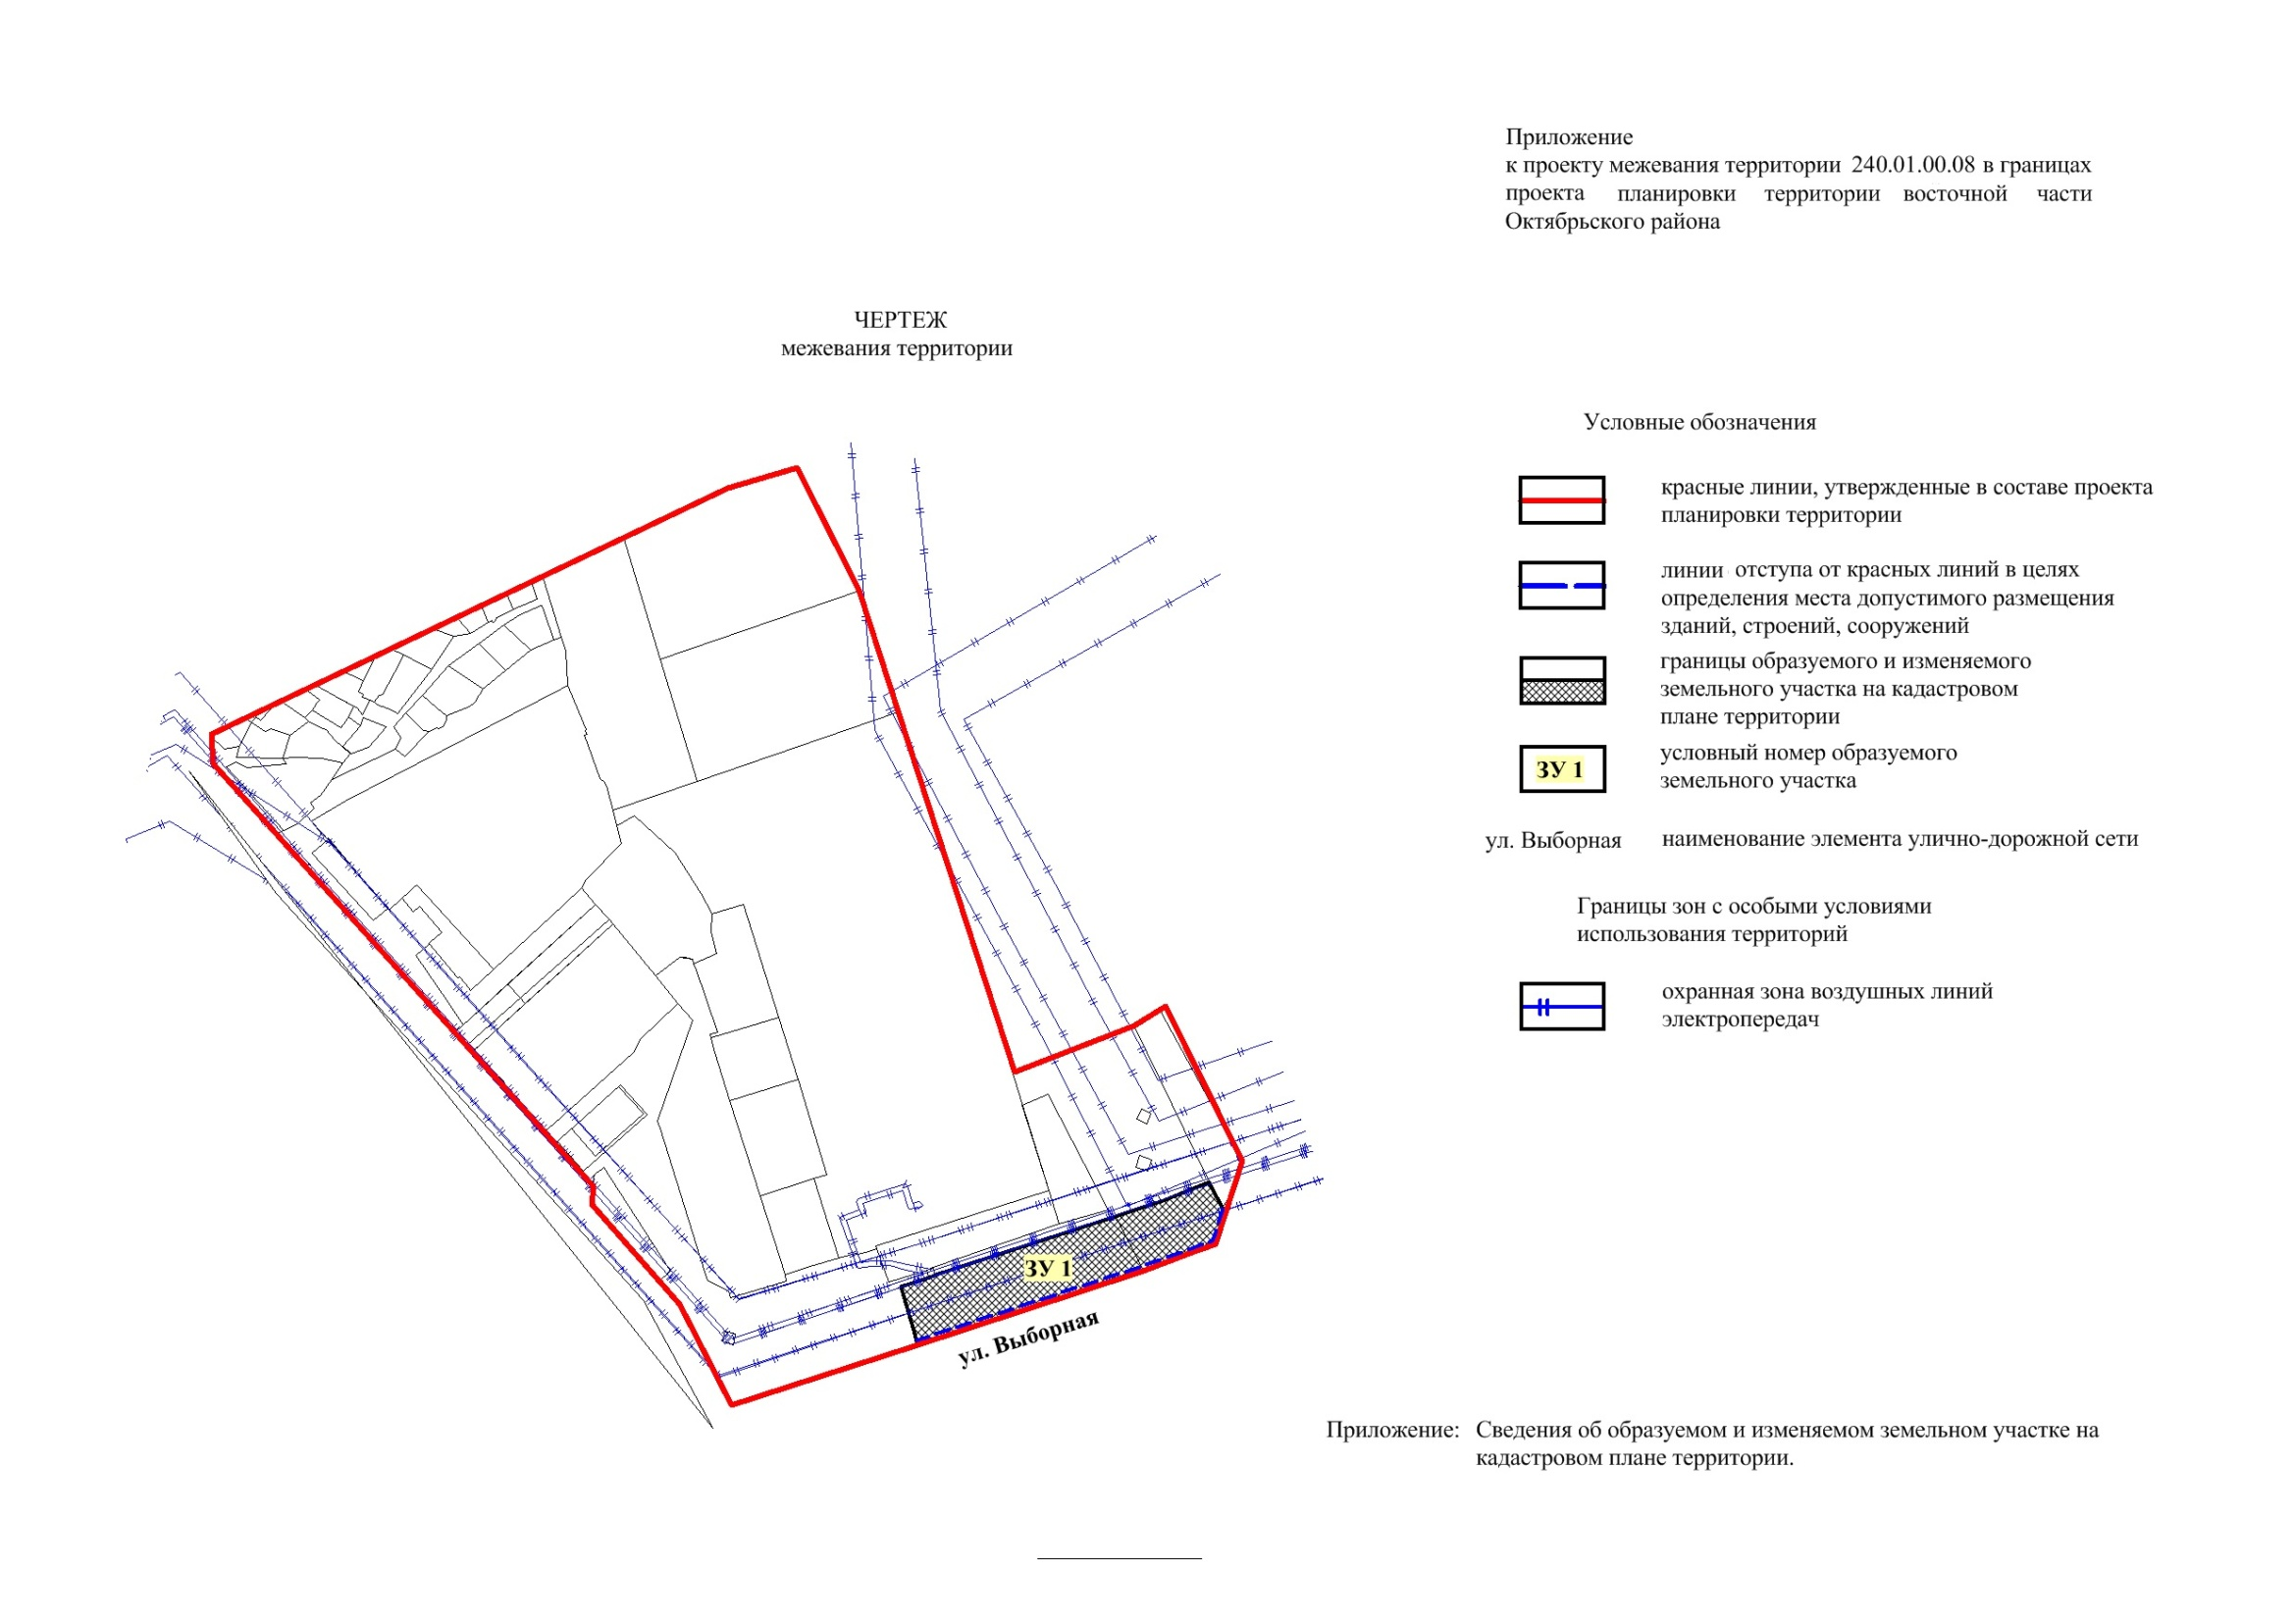 Приложение
к проекту межевания территории 240.01.00.08 в границах
проекта планировки территории восточной части
Октябрьского района
ЧЕРТЕЖ
межевания территории
Условные обозначения
красные линии, утвержденные в составе проекта
планировки территории
линии отступа от красных линий в целях
определения места допустимого размещения
зданий, строений, сооружений
границы образуемого и изменяемого
земельного участка на кадастровом
плане территории
ЗУ 1
условный номер образуемого
земельного участка
ул. Выборная
наименование элемента улично-дорожной сети
Границы зон с особыми условиями
использования территорий
охранная зона воздушных линий
электропередач
ЗУ 1
ул. Выборная
Приложение: Сведения об образуемом и изменяемом земельном участке на
кадастровом плане территории.